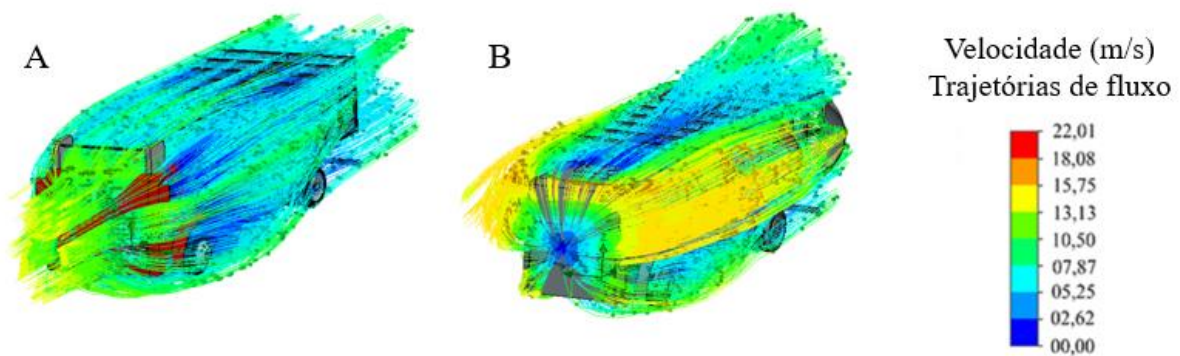 A
B
Velocidade (m/s)
Trajetórias de fluxo
22,01
18,08
15,75
13,13
10,50
07,87
05,25
02,62
00,00